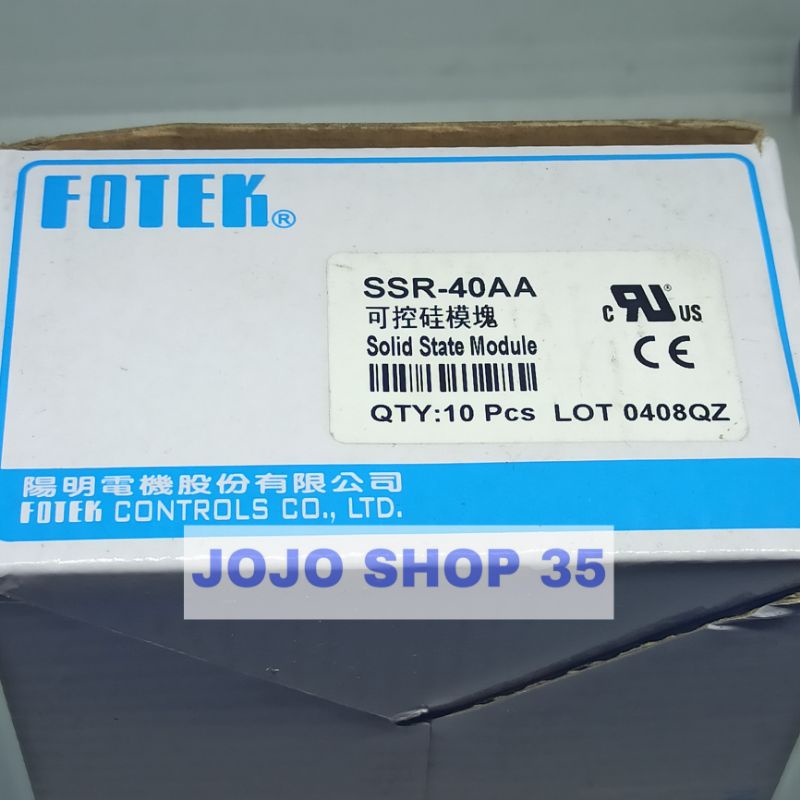 FOTEK®
SSR-40AA
可控硅模塊
Solid State Module
QTY:10 Pcs LOT 0408QZ
C RU® US
CE
陽明電機股份有限公司
FOTEK CONTROLS CO., LTD.
JOJO SHOP 35